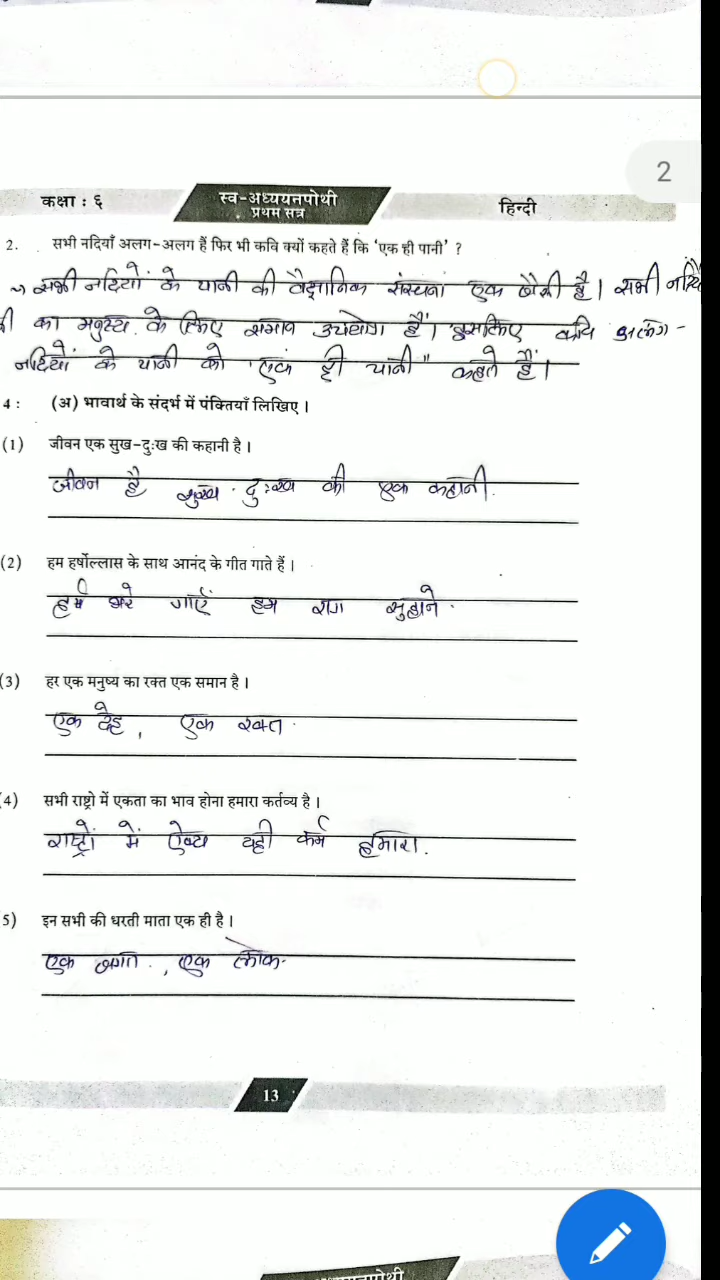 2
कक्षा : ६
स्व-अध्ययनपोथी
प्रथम सत्र
हिन्दी
2. सभी नदियाँ अलग-अलग हैं फिर भी कवि क्यों कहते हैं कि 'एक ही पानी' ?
सभी नदियों के पानी की वैज्ञानिक संरचना एक जैसी है। सभी
का मनुष्य के लिए समान उपयोग हैं। इसलिए कवि अलग-
नदियों के पानी को "एक ही पानी" कहते हैं।
4 : (अ) भावार्थ के संदर्भ में पंक्तियाँ लिखिए।
(1) जीवन एक सुख-दुःख की कहानी है।
जीवन है सुख-दुःख की एक कहानी.
(2) हम हर्षोल्लास के साथ आनंद के गीत गाते हैं।
हर्ष भरे गाएँ हम राग सुहाने.
(3) हर एक मनुष्य का रक्त एक समान है।
एक देह, एक रक्त.
4) सभी राष्ट्रो में एकता का भाव होना हमारा कर्तव्य है।
राष्ट्रों में ऐक्य यही कर्म हमारा.
5) इन सभी की धरती माता एक ही है।
एक जगत, एक लोक.
13